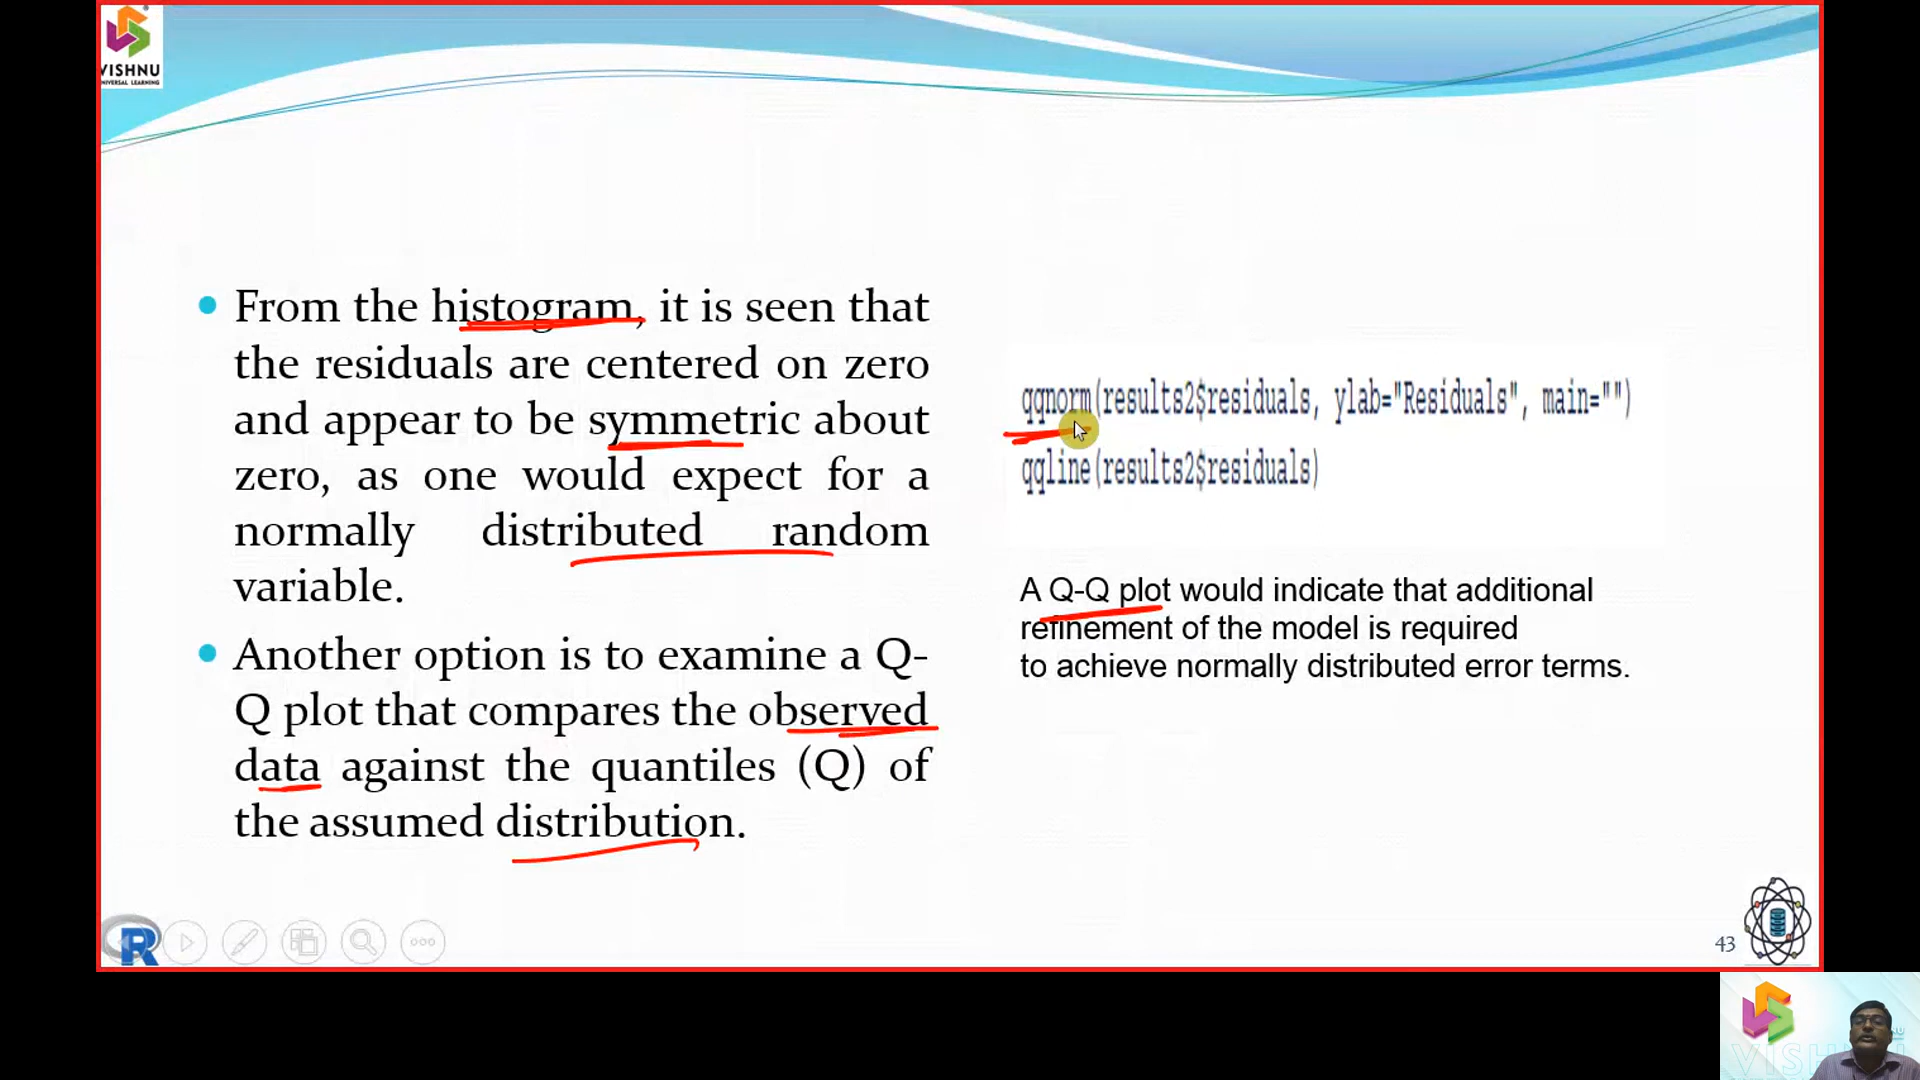 VISHNU
UNIVERSAL LEARNING
• From the histogram, it is seen that
the residuals are centered on zero
and appear to be symmetric about
zero, as one would expect for a
normally distributed random
variable.
• Another option is to examine a Q-
Q plot that compares the observed
data against the quantiles (Q) of
the assumed distribution.
qqnorm(results2$residuals, ylab="Residuals", main="")
qqline(results2$residuals)
A Q-Q plot would indicate that additional
refinement of the model is required
to achieve normally distributed error terms.
R
43